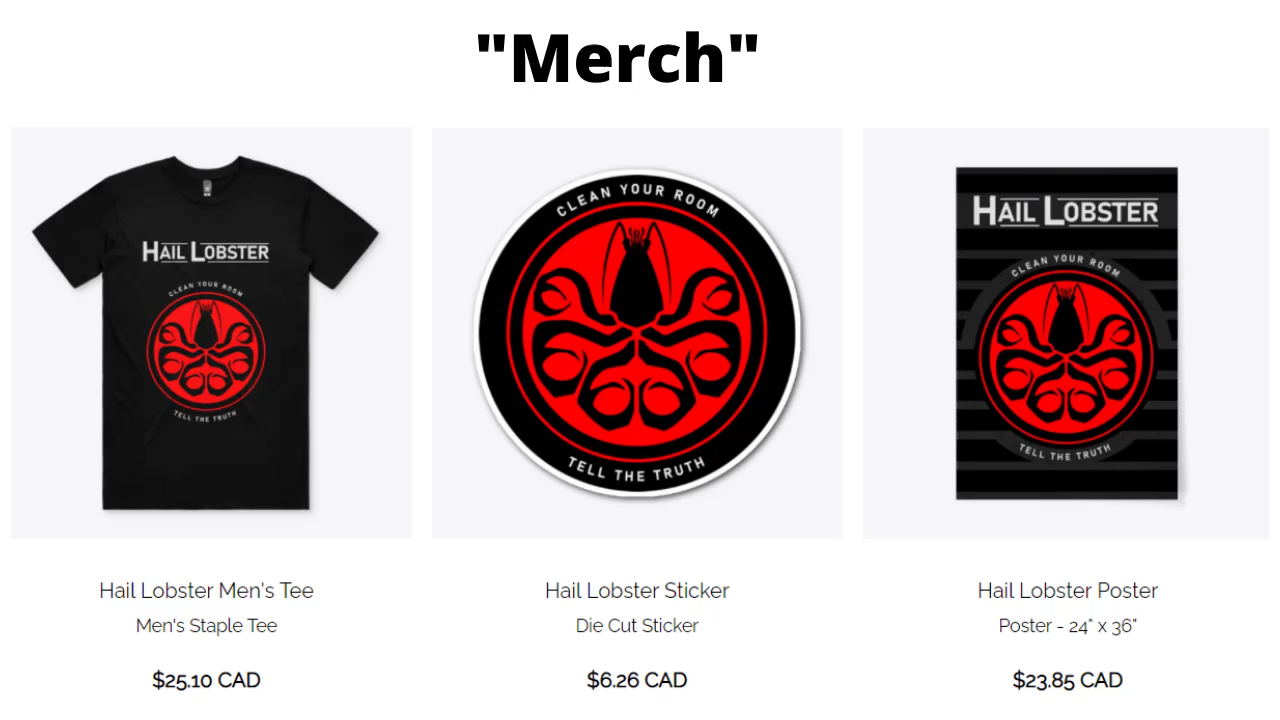 "Merch"
HAIL LOBSTER
CLEAN YOUR ROOM
TELL THE TRUTH
CLEAN YOUR ROOM
TELL THE TRUTH
HAIL LOBSTER
CLEAN YOUR ROOM
TELL THE TRUTH
Hail Lobster Men's Tee
Men's Staple Tee
$25.10 CAD
Hail Lobster Sticker
Die Cut Sticker
$6.26 CAD
Hail Lobster Poster
Poster - 24" x 36"
$23.85 CAD